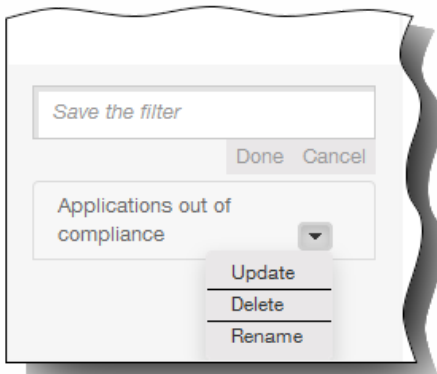 Save the filter
Done Cancel
Applications out of
compliance
Update
Delete
Rename